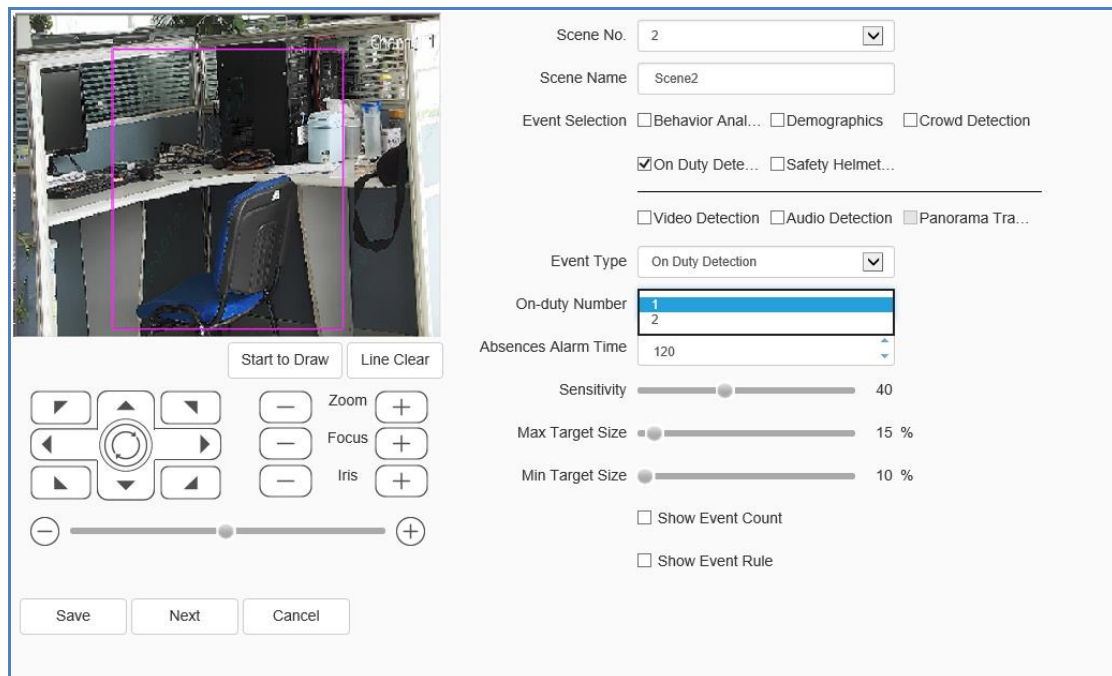 Channel 1
Scene No. 2
Scene Name Scene2
Event Selection Behavior Anal... Demographics Crowd Detection
On Duty Dete... Safety Helmet...
Video Detection Audio Detection Panorama Tra...
Event Type On Duty Detection
On-duty Number 1
2
Absences Alarm Time 120
Start to Draw Line Clear
Sensitivity 40
Max Target Size 15 %
Min Target Size 10 %
Show Event Count
Show Event Rule
Zoom
Focus
Iris
Save Next Cancel